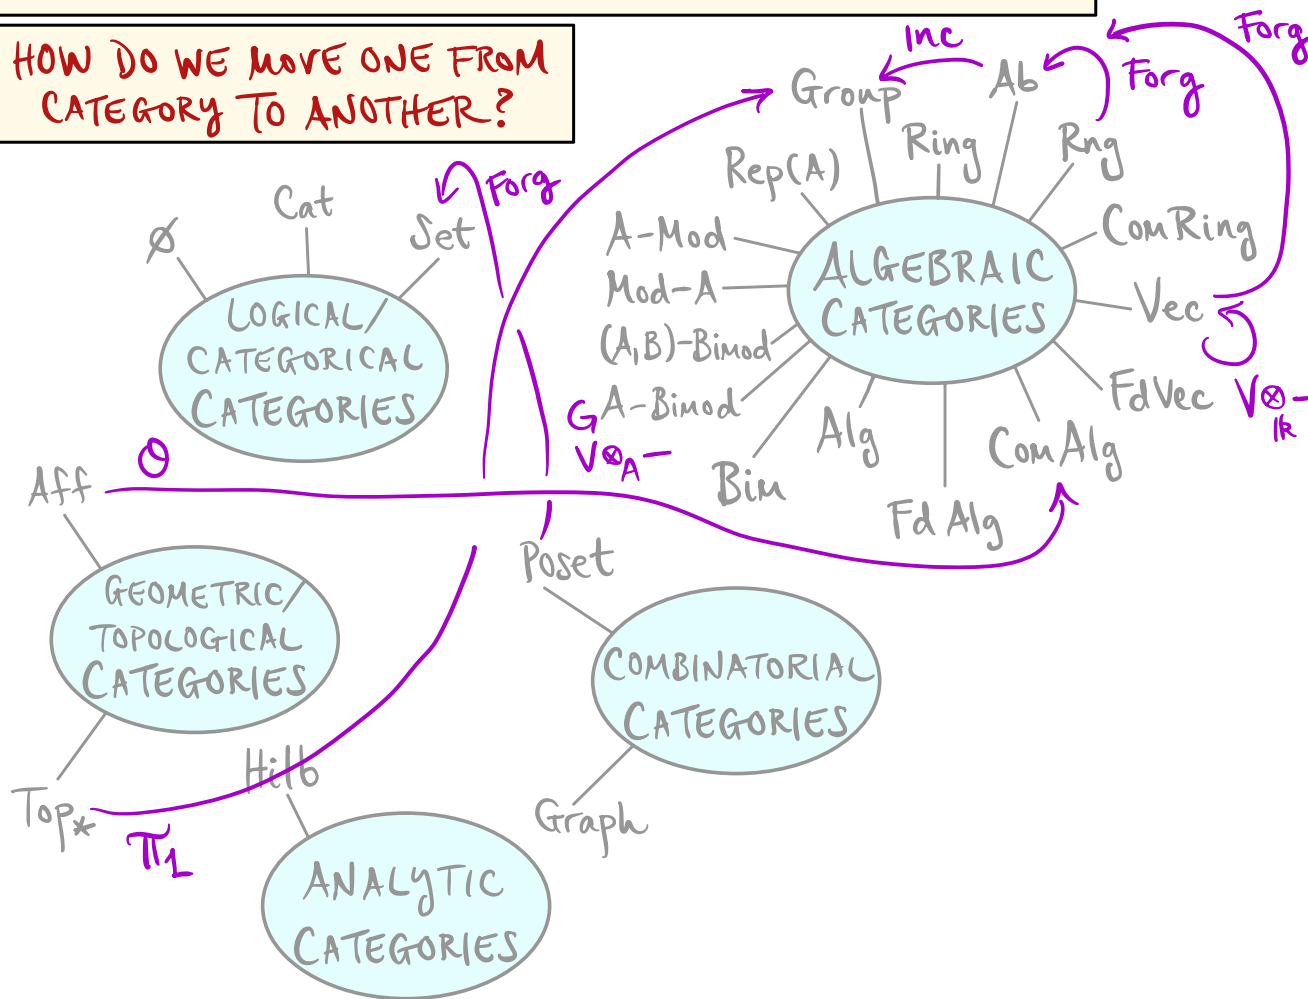 HOW DO WE MOVE ONE FROM
CATEGORY TO ANOTHER?
Inc
Forg
Group
Ab
Forg
Rep(A)
Ring
Rng
A-Mod
ComRing
Mod-A
Vec
(A,B)-Bimod
FdVec
A-Bimod
Alg
ComAlg
Bim
Fd Alg
ALGEBRAIC
CATEGORIES
V⊗-
𝕜
G
V⊗A-
∅
Cat
Set
Forg
LOGICAL/
CATEGORICAL
CATEGORIES
Aff
O
GEOMETRIC/
TOPOLOGICAL
CATEGORIES
Top*
π1
Poset
COMBINATORIAL
CATEGORIES
Graph
Hilb
ANALYTIC
CATEGORIES